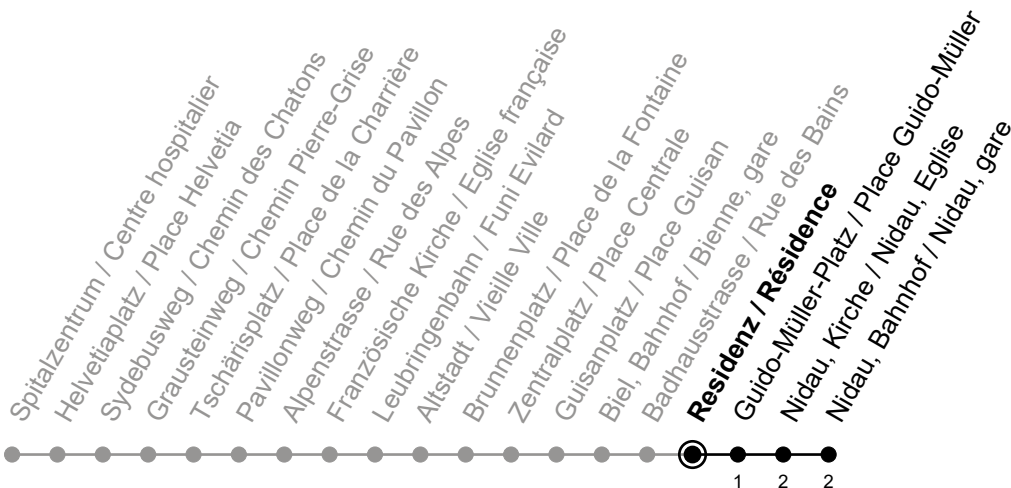 Spitalzentrum / Centre hospitalier
Helvetiaplatz / Place Helvetia
Sydebusweg / Chemin des Chatons
Grausteinweg / Chemin Pierre-Grise
Tschärisplatz / Place de la Charrière
Pavillonweg / Chemin du Pavillon
Alpenstrasse / Rue des Alpes
Französische Kirche / Eglise française
Leubringenbahn / Funi Evilard
Altstadt / Vieille Ville
Brunnenplatz / Place de la Fontaine
Zentralplatz / Place Centrale
Guisanplatz / Place Guisan
Biel, Bahnhof / Bienne, gare
Badhausstrasse / Rue des Bains
Residenz / Résidence
Guido-Müller-Platz / Place Guido-Müller
Nidau, Kirche / Nidau, Eglise
Nidau, Bahnhof / Nidau, gare
1 2 2